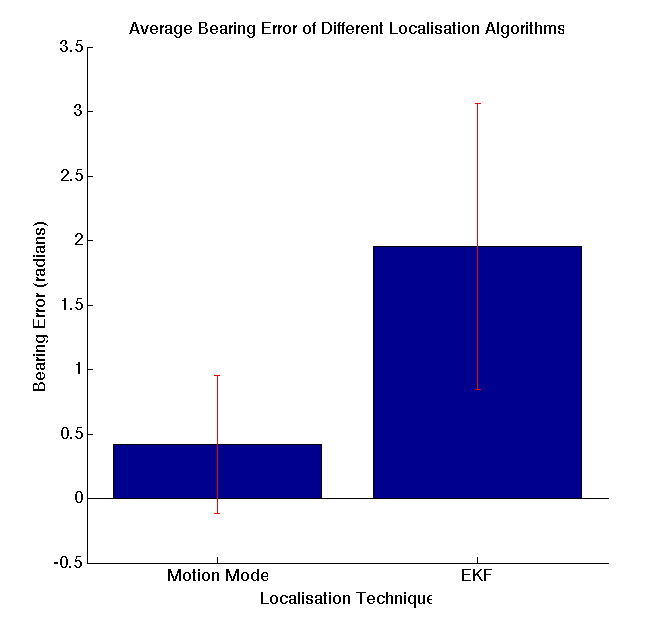 Average Bearing Error of Different Localisation Algorithms
3.5
3
2.5
2
1.5
1
0.5
0
-0.5
Bearing Error (radians)
Motion Mode
EKF
Localisation Technique